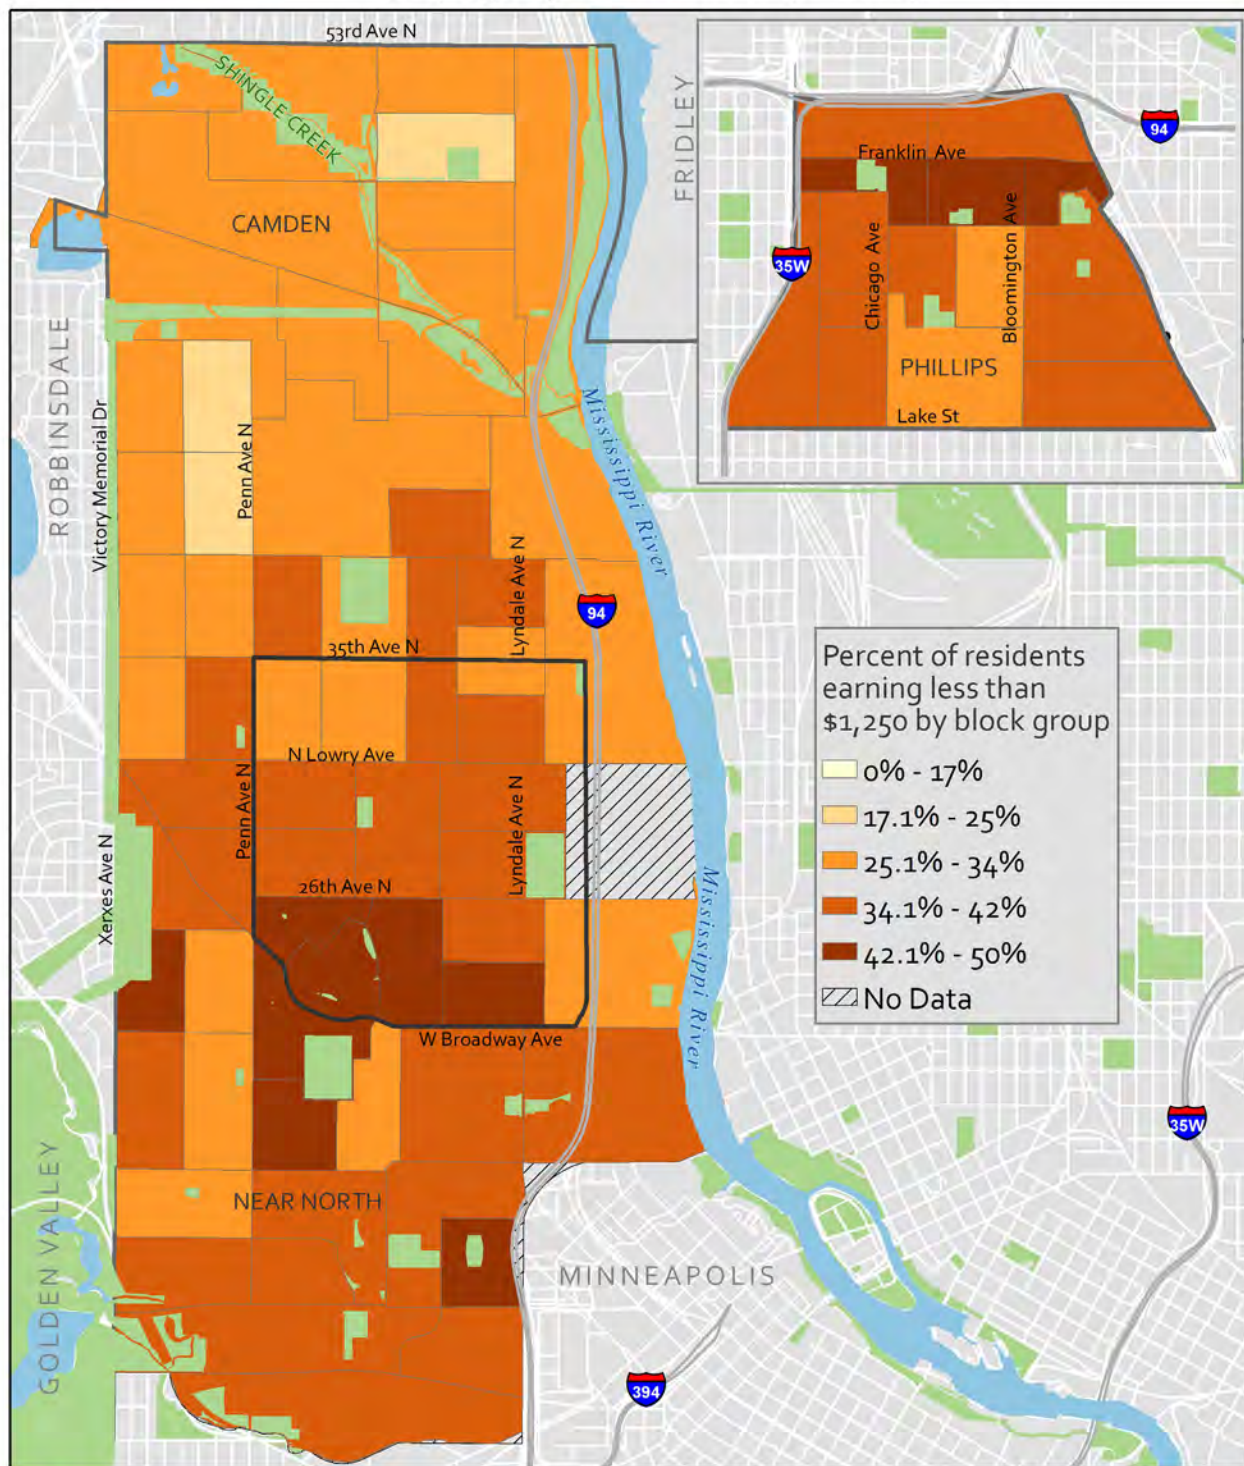 53rd Ave N
SHINGLE CREEK
CAMDEN
FRIDLEY
94
Franklin Ave
35W
Chicago Ave
Bloomington Ave
PHILLIPS
Lake St
ROBBINSDALE
Victory Memorial Dr
Penn Ave N
Mississippi River
Lyndale Ave N
94
35th Ave N
N Lowry Ave
Penn Ave N
Lyndale Ave N
Xerxes Ave N
26th Ave N
Mississippi River
W Broadway Ave
Percent of residents
earning less than
$1,250 by block group
0% - 17%
17.1% - 25%
25.1% - 34%
34.1% - 42%
42.1% - 50%
No Data
35W
GOLDEN VALLEY
NEAR NORTH
MINNEAPOLIS
394